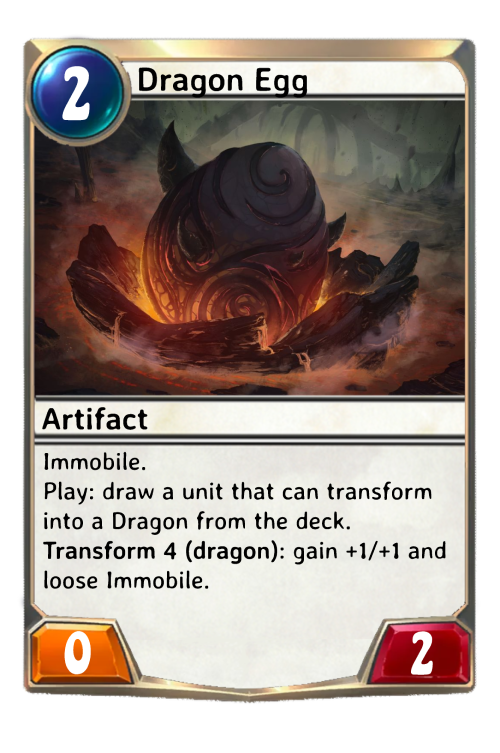 2
Dragon Egg
Artifact
Immobile.
Play: draw a unit that can transform
into a Dragon from the deck.
Transform 4 (dragon): gain +1/+1 and
loose Immobile.
0
2